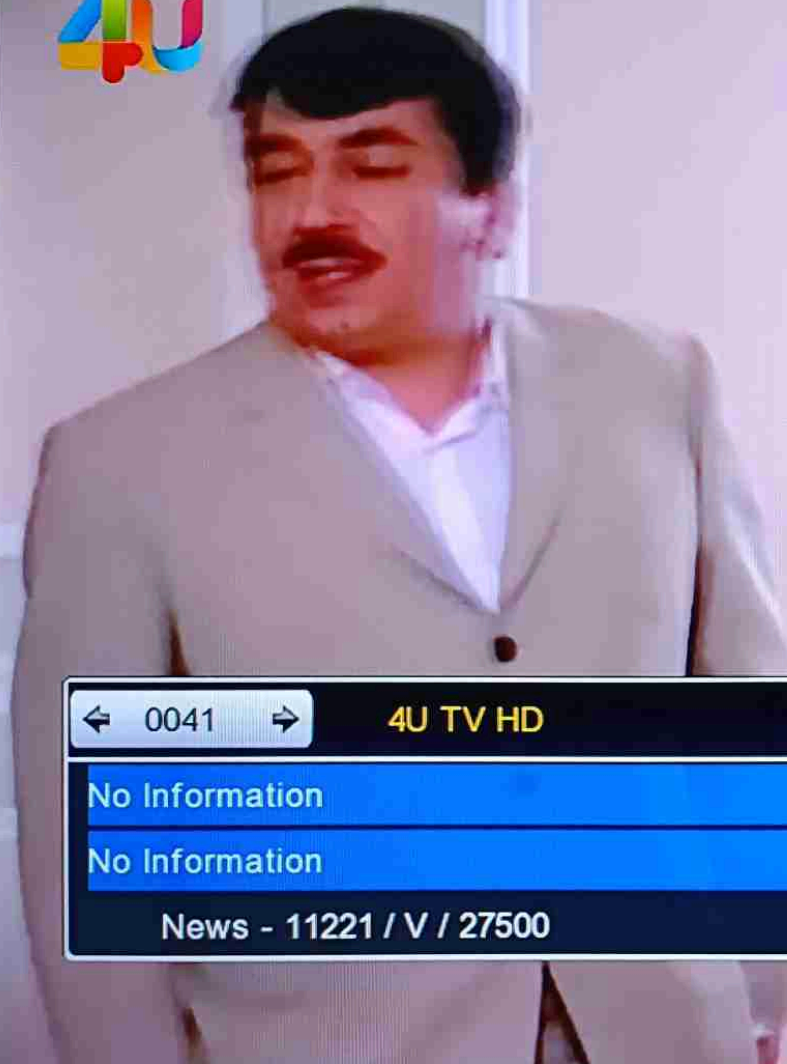 4U
0041
4U TV HD
No Information
No Information
News - 11221 / V / 27500